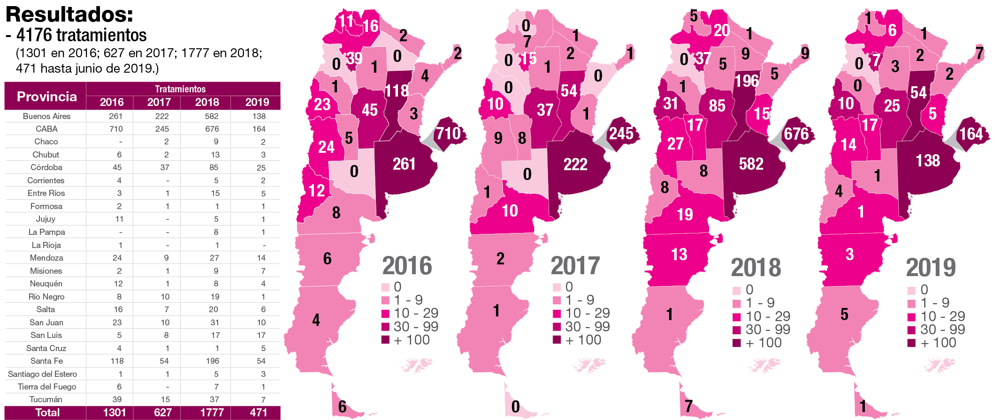 Resultados:
- 4176 tratamientos
(1301 en 2016; 627 en 2017; 1777 en 2018;
471 hasta junio de 2019.)
Provincia Tratamientos
2016 2017 2018 2019
Buenos Aires 261 222 582 138
CABA 710 245 676 164
Chaco - 2 9 2
Chubut 6 2 13 3
Córdoba 45 37 85 25
Corrientes 4 - 5 2
Entre Ríos 3 1 15 5
Formosa 2 1 1 1
Jujuy 11 - 5 1
La Pampa - - 8 1
La Rioja 1 - 1 -
Mendoza 24 9 27 14
Misiones 2 1 9 7
Neuquén 12 1 8 4
Río Negro 8 10 19 1
Salta 16 7 20 6
San Juan 23 10 31 10
San Luis 5 8 17 17
Santa Cruz 4 1 1 5
Santa Fe 118 54 196 54
Santiago del Estero 1 1 5 3
Tierra del Fuego 6 - 7 1
Tucumán 39 15 37 7
Total 1301 627 1777 471
11
16
2
2
0
39
1
0
4
1
118
23
45
3
710
5
24
261
0
12
8
6
4
6
2016
0
1 - 9
10 - 29
30 - 99
+ 100
0
7
1
1
0
15
1
2
0
0
54
10
37
1
245
9
8
222
0
1
10
2
1
0
2017
0
1 - 9
10 - 29
30 - 99
+ 100
5
20
1
9
0
37
5
9
5
1
196
31
85
15
676
17
27
582
8
8
19
13
1
7
2018
0
1 - 9
10 - 29
30 - 99
+ 100
1
6
1
7
0
7
3
2
2
0
54
10
25
5
164
17
14
138
1
4
1
3
5
1
2019
0
1 - 9
10 - 29
30 - 99
+ 100